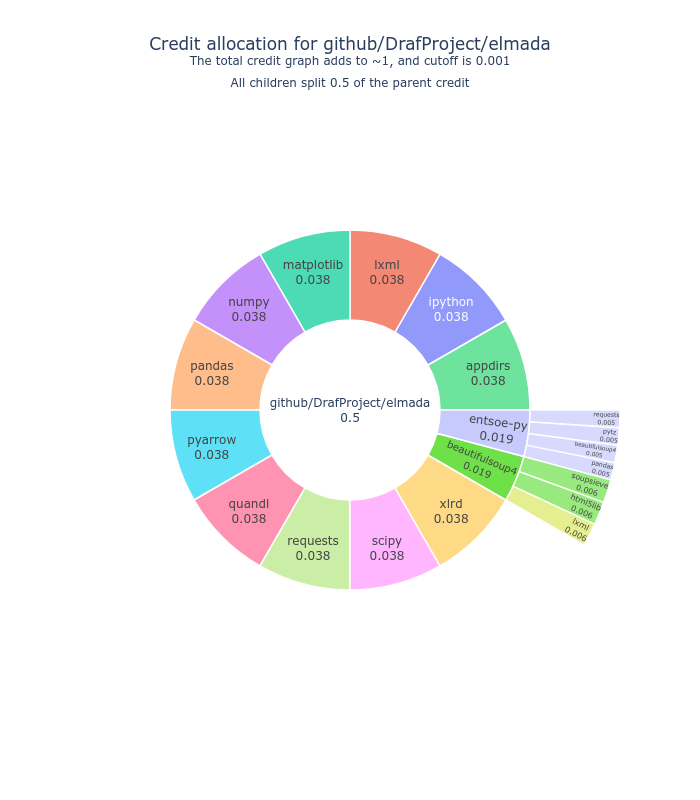 Credit allocation for github/DrafProject/elmada
The total credit graph adds to ~1, and cutoff is 0.001
All children split 0.5 of the parent credit
matplotlib
0.038
lxml
0.038
numpy
0.038
ipython
0.038
pandas
0.038
appdirs
0.038
github/DrafProject/elmada
0.5
entsoe-py
0.019
requests
0.005
pytz
0.005
beautifulsoup4
0.005
pandas
0.005
pyarrow
0.038
beautifulsoup4
0.019
soupsieve
0.006
html5lib
0.006
lxml
0.006
quandl
0.038
xlrd
0.038
requests
0.038
scipy
0.038